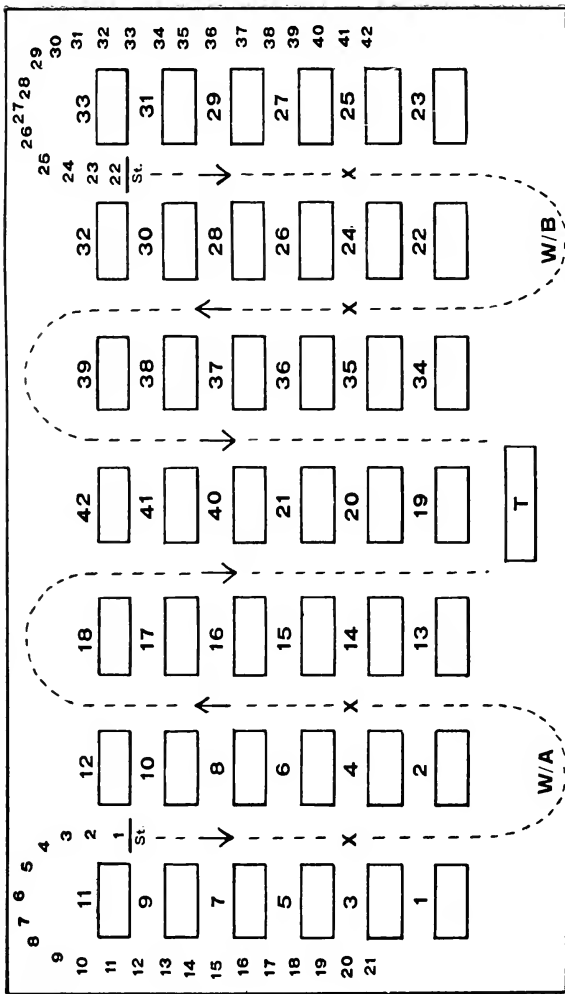 26 27 28 29 30 31 32 33 34 35 36 37 38 39 40 41 42
33 31 29 27 25 23
25 24 23 22 St. X
32 30 28 26 24 22
W/B
X
39 38 37 36 35 34
42 41 40 21 20 19
T
18 17 16 15 14 13
X
12 10 8 6 4 2
W/A
5 4 3 2 1 St. X
11 9 7 5 3 1
6 7 8 9 10 11 12 13 14 15 16 17 18 19 20 21